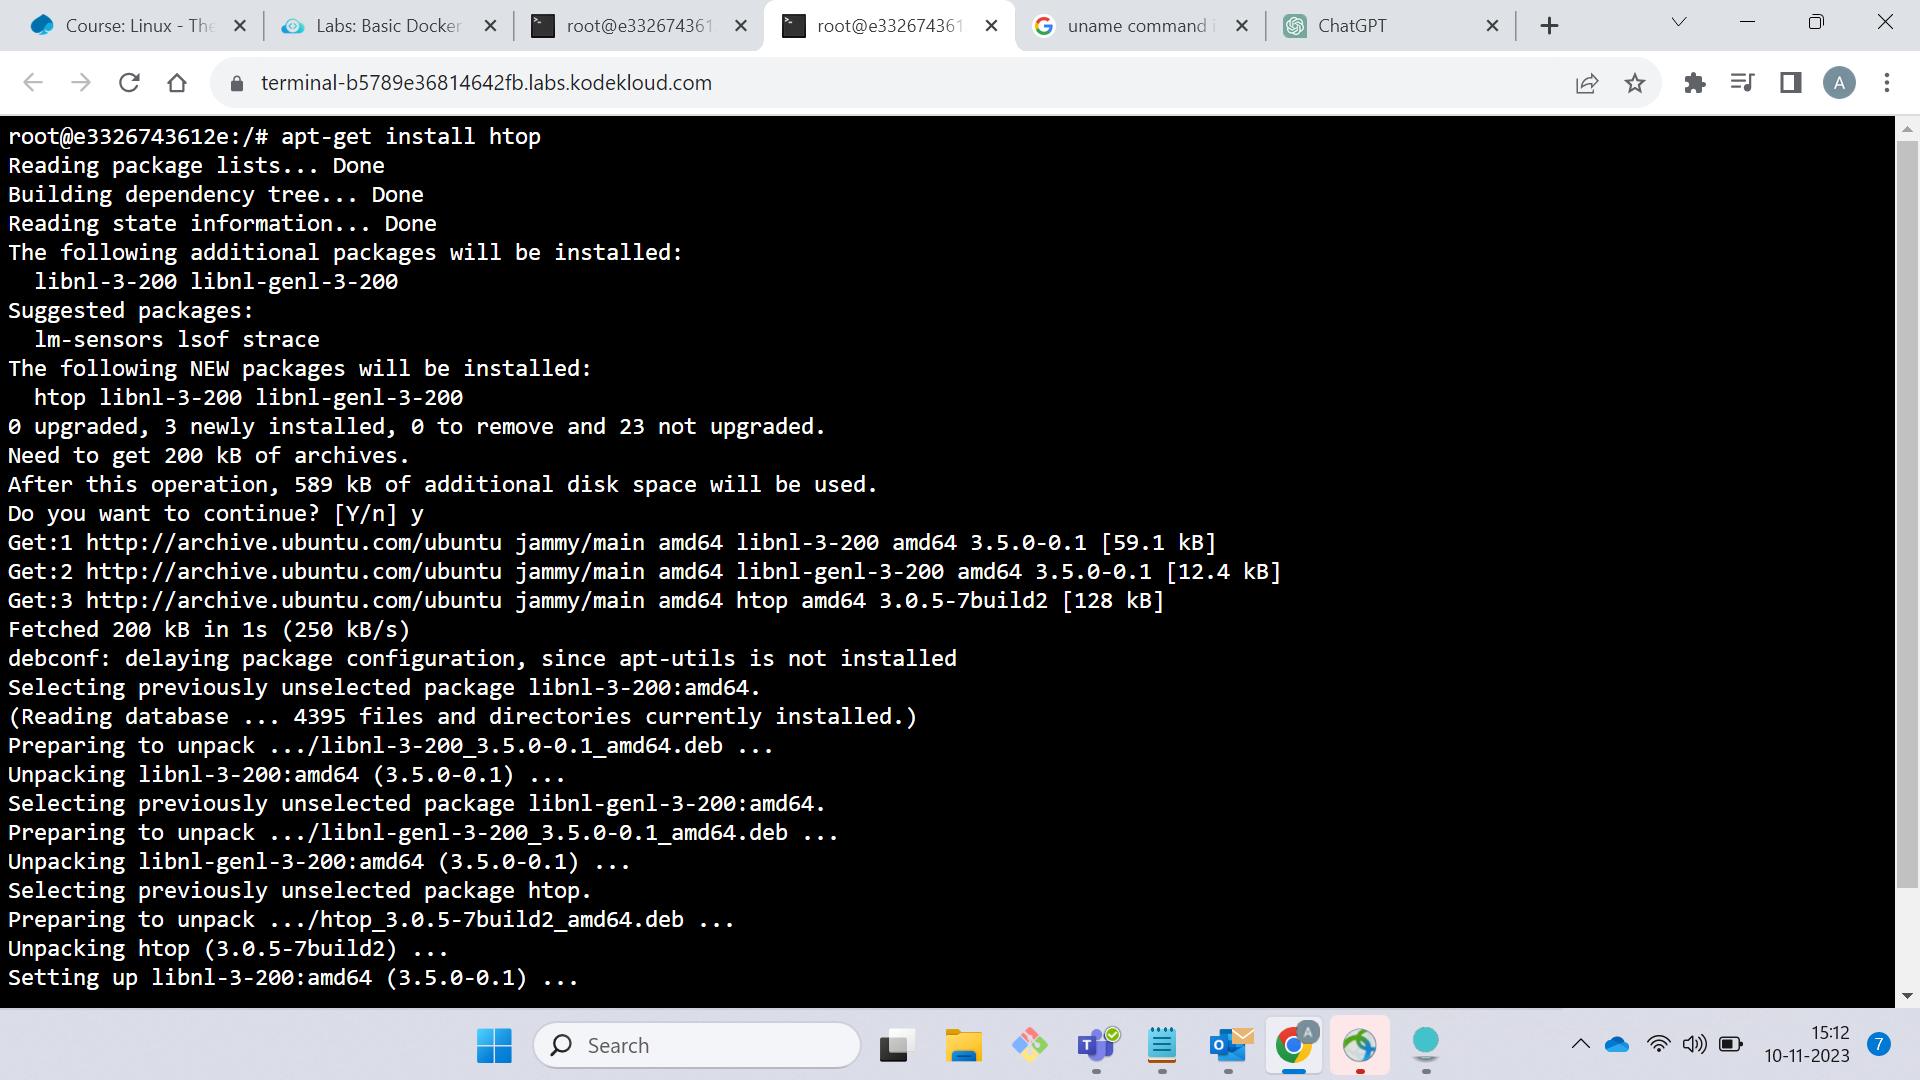 Course: Linux - The
Labs: Basic Docker
root@e332674361
root@e332674361
uname command i
ChatGPT
terminal-b5789e36814642fb.labs.kodekloud.com
A
root@e3326743612e:/# apt-get install htop
Reading package lists... Done
Building dependency tree... Done
Reading state information... Done
The following additional packages will be installed:
  libnl-3-200 libnl-genl-3-200
Suggested packages:
  lm-sensors lsof strace
The following NEW packages will be installed:
  htop libnl-3-200 libnl-genl-3-200
0 upgraded, 3 newly installed, 0 to remove and 23 not upgraded.
Need to get 200 kB of archives.
After this operation, 589 kB of additional disk space will be used.
Do you want to continue? [Y/n] y
Get:1 http://archive.ubuntu.com/ubuntu jammy/main amd64 libnl-3-200 amd64 3.5.0-0.1 [59.1 kB]
Get:2 http://archive.ubuntu.com/ubuntu jammy/main amd64 libnl-genl-3-200 amd64 3.5.0-0.1 [12.4 kB]
Get:3 http://archive.ubuntu.com/ubuntu jammy/main amd64 htop amd64 3.0.5-7build2 [128 kB]
Fetched 200 kB in 1s (250 kB/s)
debconf: delaying package configuration, since apt-utils is not installed
Selecting previously unselected package libnl-3-200:amd64.
(Reading database ... 4395 files and directories currently installed.)
Preparing to unpack .../libnl-3-200_3.5.0-0.1_amd64.deb ...
Unpacking libnl-3-200:amd64 (3.5.0-0.1) ...
Selecting previously unselected package libnl-genl-3-200:amd64.
Preparing to unpack .../libnl-genl-3-200_3.5.0-0.1_amd64.deb ...
Unpacking libnl-genl-3-200:amd64 (3.5.0-0.1) ...
Selecting previously unselected package htop.
Preparing to unpack .../htop_3.0.5-7build2_amd64.deb ...
Unpacking htop (3.0.5-7build2) ...
Setting up libnl-3-200:amd64 (3.5.0-0.1) ...
Search
A
15:12
10-11-2023
7